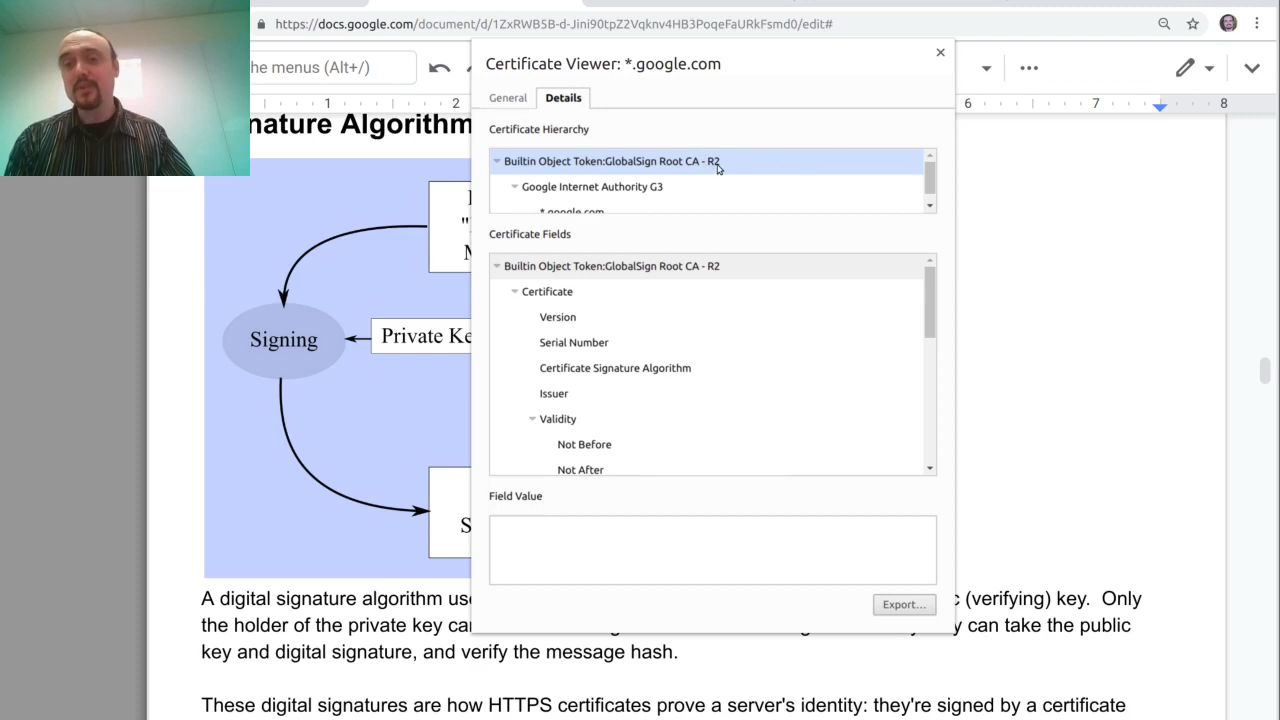 https://docs.google.com/document/d/1ZxRWB5B-d-Jini90tpZ2Vqknv4HB3PoqeFaURkFsmd0/edit#
he menus (Alt+/)
Certificate Viewer: *.google.com
General Details
1 2 6 7 8
nature Algorithm
Certificate Hierarchy
Builtin Object Token:GlobalSign Root CA - R2
Google Internet Authority G3
*.google.com
Certificate Fields
Builtin Object Token:GlobalSign Root CA - R2
Certificate
Version
Serial Number
Certificate Signature Algorithm
Issuer
Validity
Not Before
Not After
Signing
Private Ke
S
Field Value
Export...
A digital signature algorithm use c (verifying) key. Only
the holder of the private key can y can take the public
key and digital signature, and verify the message hash.
These digital signatures are how HTTPS certificates prove a server's identity: they're signed by a certificate